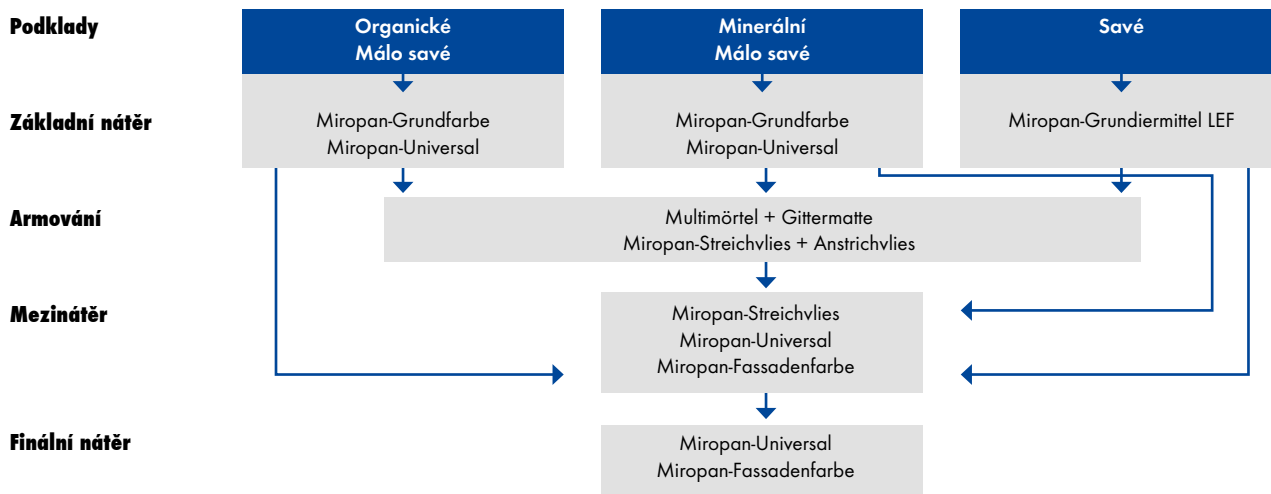 Podklady
Organické
Málo savé
Minerální
Málo savé
Savé
Základní nátěr
Miropan-Grundfarbe
Miropan-Universal
Miropan-Grundfarbe
Miropan-Universal
Miropan-Grundiermittel LEF
Armování
Multimörtel + Gittermatte
Miropan-Streichvlies + Anstrichvlies
Mezinátěr
Miropan-Streichvlies
Miropan-Universal
Miropan-Fassadenfarbe
Finální nátěr
Miropan-Universal
Miropan-Fassadenfarbe